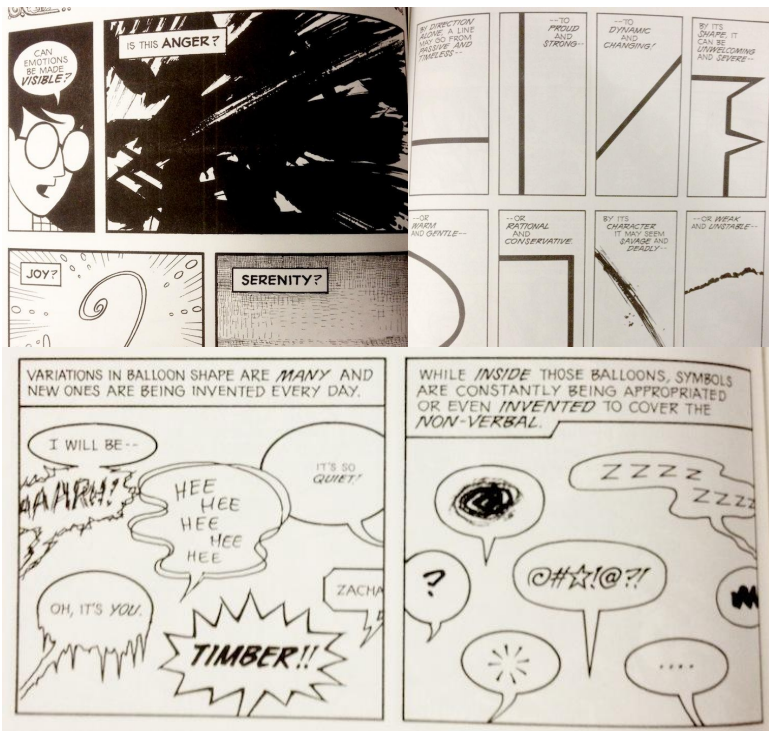 CAN
EMOTIONS
BE MADE
VISIBLE?
IS THIS ANGER?
JOY?
SERENITY?
BY DIRECTION
ALONE, A LINE
MAY GO FROM
PASSIVE AND
TIMELESS--
--TO
PROUD
AND
STRONG--
--TO
DYNAMIC
AND
CHANGING!
BY ITS
SHAPE, IT
CAN BE
UNWELCOMING
AND SEVERE--
--OR
WARM
AND GENTLE--
--OR
RATIONAL
AND
CONSERVATIVE.
BY ITS
CHARACTER
IT MAY SEEM
SAVAGE AND
DEADLY--
--OR WEAK
AND UNSTABLE--
VARIATIONS IN BALLOON SHAPE ARE MANY AND
NEW ONES ARE BEING INVENTED EVERY DAY.
I WILL BE--
AAARH!!
HEE
HEE
HEE
HEE
HEE
IT'S SO
QUIET!
OH, IT'S YOU.
ZACHA
TIMBER!!
WHILE INSIDE THOSE BALLOONS, SYMBOLS
ARE CONSTANTLY BEING APPROPRIATED
OR EVEN INVENTED TO COVER THE
NON-VERBAL.
ZZZZ
ZZZZ
?
@#☆!@?!
....